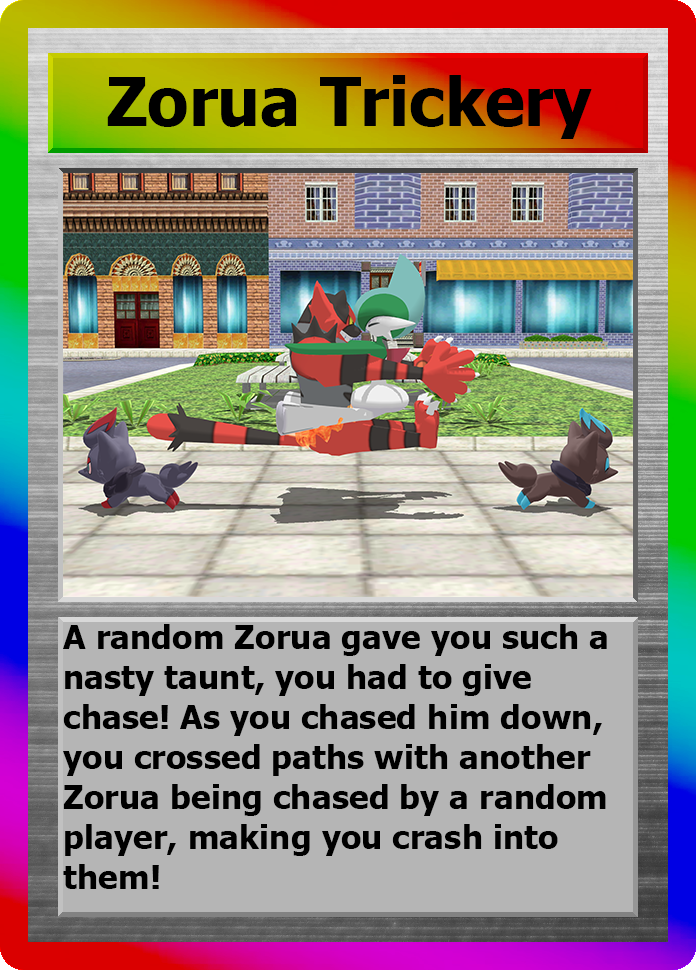 Zorua Trickery
A random Zorua gave you such a
nasty taunt, you had to give
chase! As you chased him down,
you crossed paths with another
Zorua being chased by a random
player, making you crash into
them!